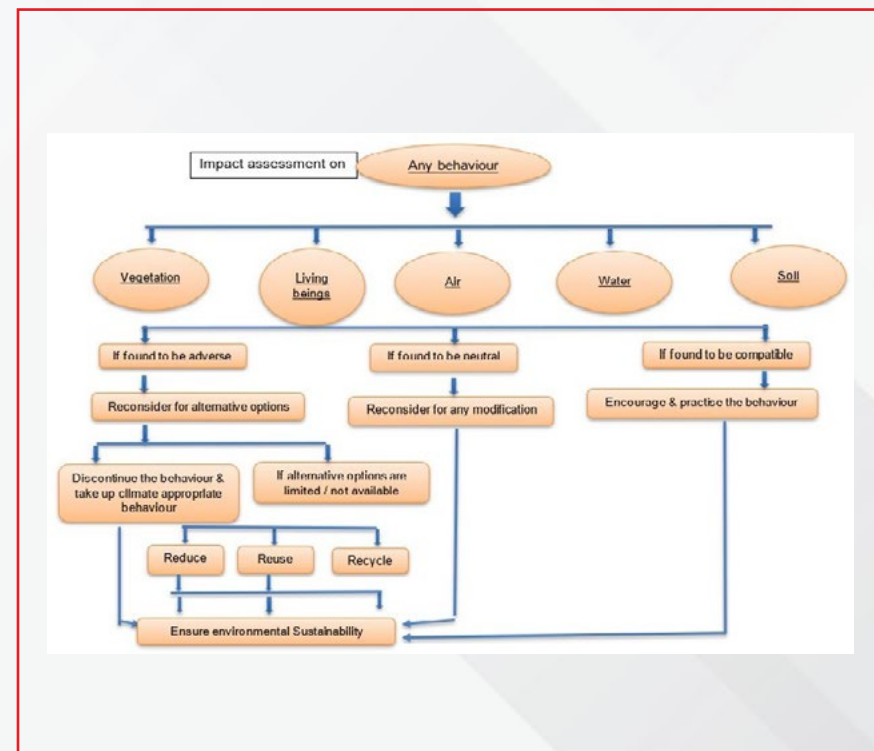 Impact assessment on
Any behaviour
Vegetation
Living
beings
Air
Water
Soil
If found to be adverse
If found to be neutral
If found to be compatible
Reconsider for alternative options
Reconsider for any modification
Encourage & practise the behaviour
Discontinue the behaviour &
take up climate appropriate
behaviour
If alternative options are
limited / not available
Reduce
Reuse
Recycle
Ensure environmental Sustainability